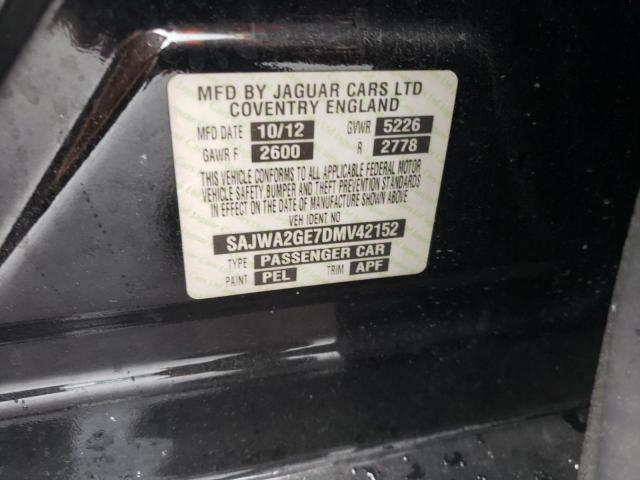 MFD BY JAGUAR CARS LTD
COVENTRY ENGLAND
MFD DATE 10/12 GVWR 5226
GAWR F 2600 R 2778
THIS VEHICLE CONFORMS TO ALL APPLICABLE FEDERAL MOTOR
VEHICLE SAFETY BUMPER AND THEFT PREVENTION STANDARDS
IN EFFECT ON THE DATE OF MANUFACTURE SHOWN ABOVE
VEH IDENT NO
SAJWA2GE7DMV42152
TYPE PASSENGER CAR
PAINT PEL TRIM APF